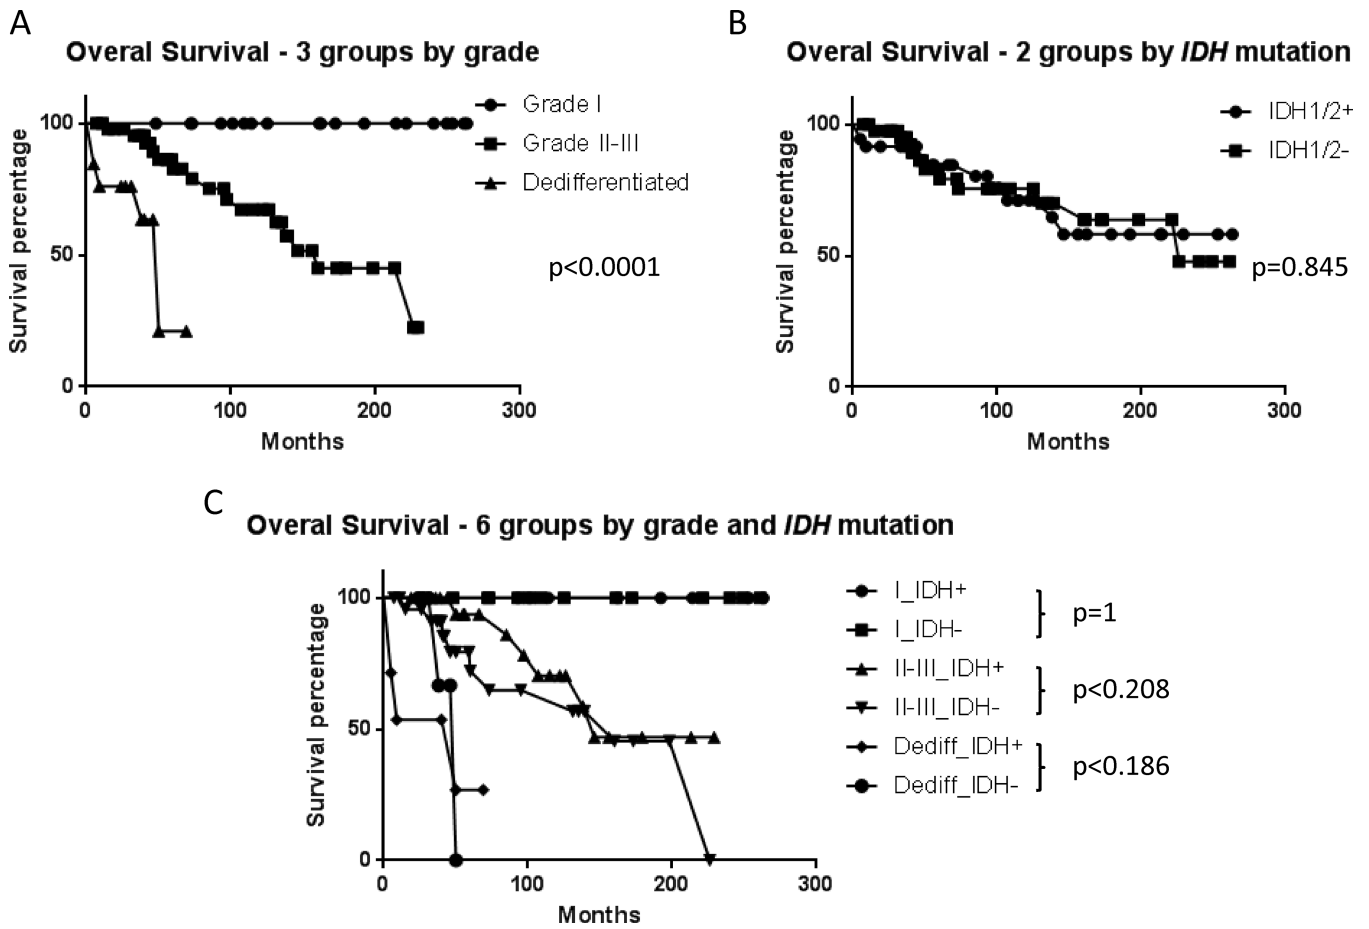 A
Overal Survival - 3 groups by grade
Survival percentage
100
50
0
0 100 200 300
Months
Grade I
Grade II-III
Dedifferentiated
p<0.0001
B
Overal Survival - 2 groups by IDH mutation
Survival percentage
100
50
0
0 100 200 300
Months
IDH1/2+
IDH1/2-
p=0.845
C
Overal Survival - 6 groups by grade and IDH mutation
Survival percentage
100
50
0
0 100 200 300
Months
I_IDH+
I_IDH-
p=1
II-III_IDH+
II-III_IDH-
p<0.208
Dediff_IDH+
Dediff_IDH-
p<0.186